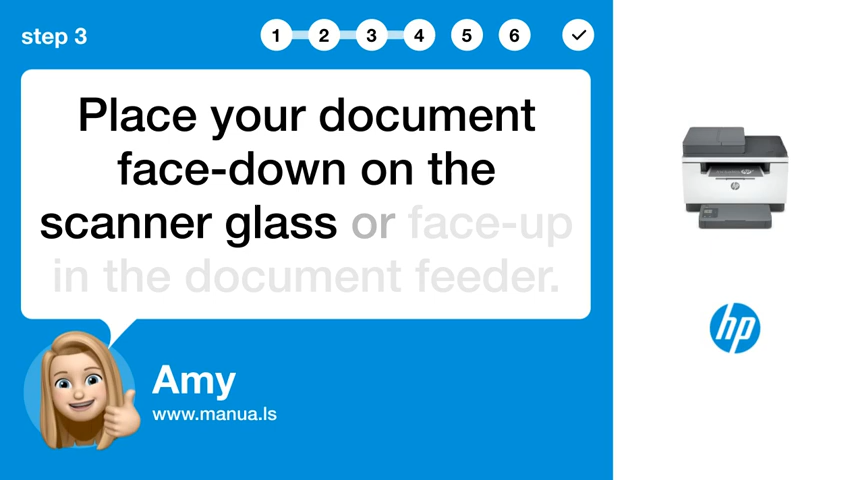 step 3
1 2 3 4 5 6
Place your document
face-down on the
scanner glass or face-up
in the document feeder.
Amy
www.manua.ls
hp